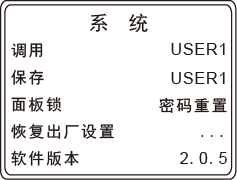 系 统
调用 USER1
保存 USER1
面板锁 密码重置
恢复出厂设置 ...
软件版本 2.0.5